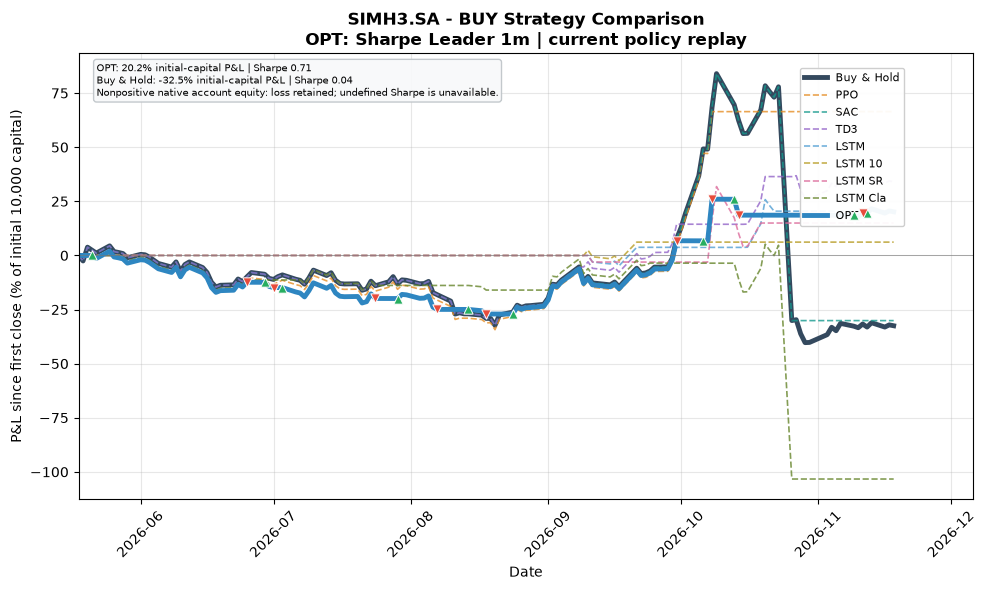 SIMH3.SA - BUY Strategy Comparison
OPT: Sharpe Leader 1m | current policy replay
OPT: 20.2% initial-capital P&L | Sharpe 0.71
Buy & Hold: -32.5% initial-capital P&L | Sharpe 0.04
Nonpositive native account equity: loss retained; undefined Sharpe is unavailable.
Buy & Hold
PPO
SAC
TD3
LSTM
LSTM 10
LSTM SR
LSTM Cla
OPT
P&L since first close (% of initial 10,000 capital)
75
50
25
0
−25
−50
−75
−100
2026-06
2026-07
2026-08
2026-09
2026-10
2026-11
2026-12
Date